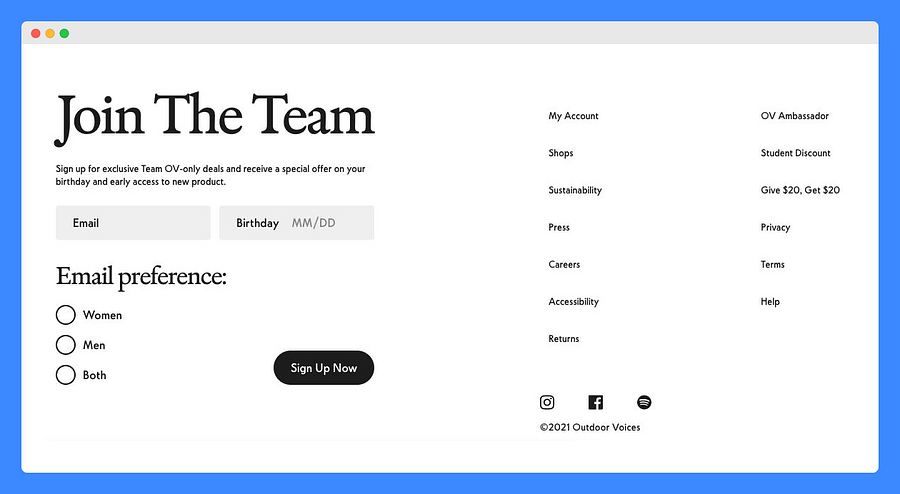 Join The Team
Sign up for exclusive Team OV-only deals and receive a special offer on your
birthday and early access to new product.
Email
Birthday MM/DD
Email preference:
Women
Men
Both
Sign Up Now
My Account
Shops
Sustainability
Press
Careers
Accessibility
Returns
OV Ambassador
Student Discount
Give $20, Get $20
Privacy
Terms
Help
©2021 Outdoor Voices